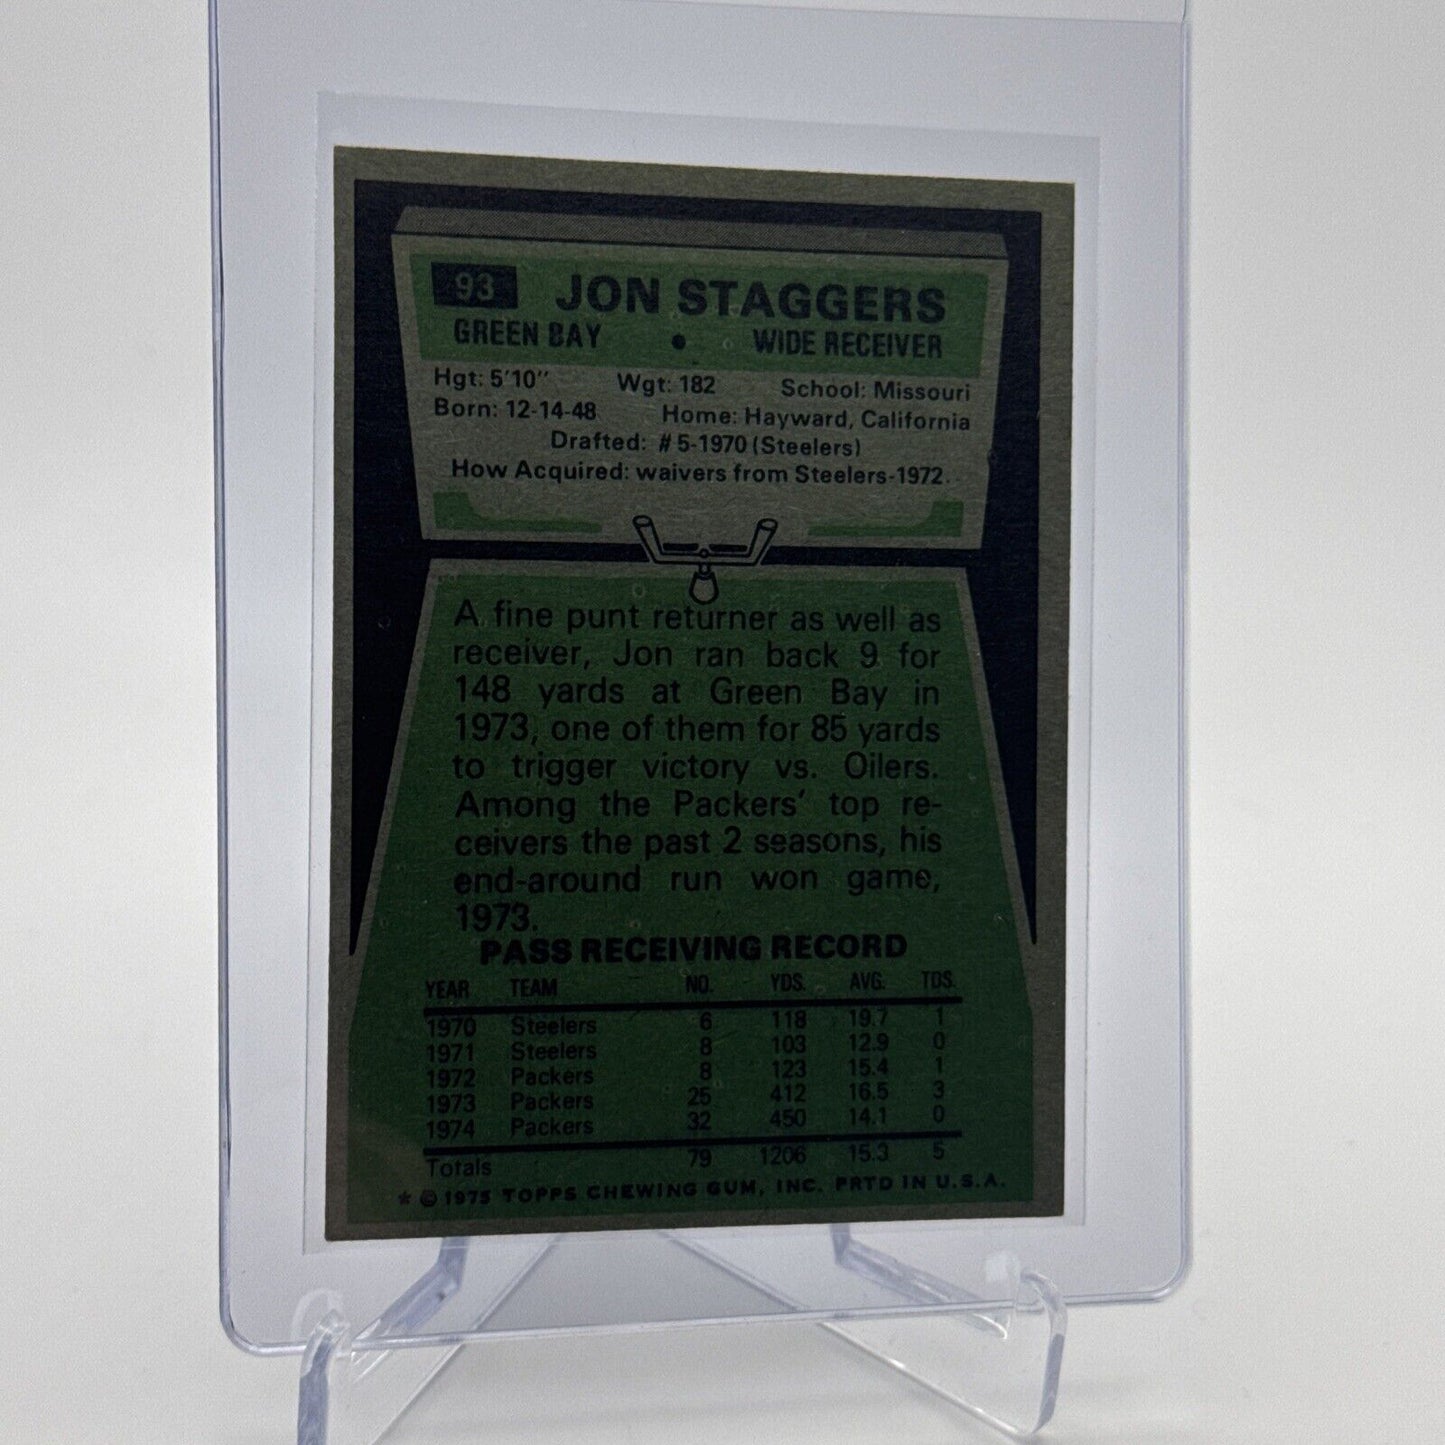 93 JON STAGGERS
GREEN BAY • WIDE RECEIVER
Hgt: 5'10" Wgt: 182 School: Missouri
Born: 12-14-48 Home: Hayward, California
Drafted: #5-1970 (Steelers)
How Acquired: waivers from Steelers-1972.
A fine punt returner as well as
receiver, Jon ran back 9 for
148 yards at Green Bay in
1973, one of them for 85 yards
to trigger victory vs. Oilers.
Among the Packers' top re-
ceivers the past 2 seasons, his
end-around run won game,
1973.
PASS RECEIVING RECORD
YEAR TEAM NO. YDS. AVG. TDS.
1970 Steelers 6 118 19.7 1
1971 Steelers 8 103 12.9 0
1972 Packers 8 123 15.4 1
1973 Packers 25 412 16.5 3
1974 Packers 32 450 14.1 0
Totals 79 1206 15.3 5
* © 1975 TOPPS CHEWING GUM, INC. PRTD IN U.S.A.